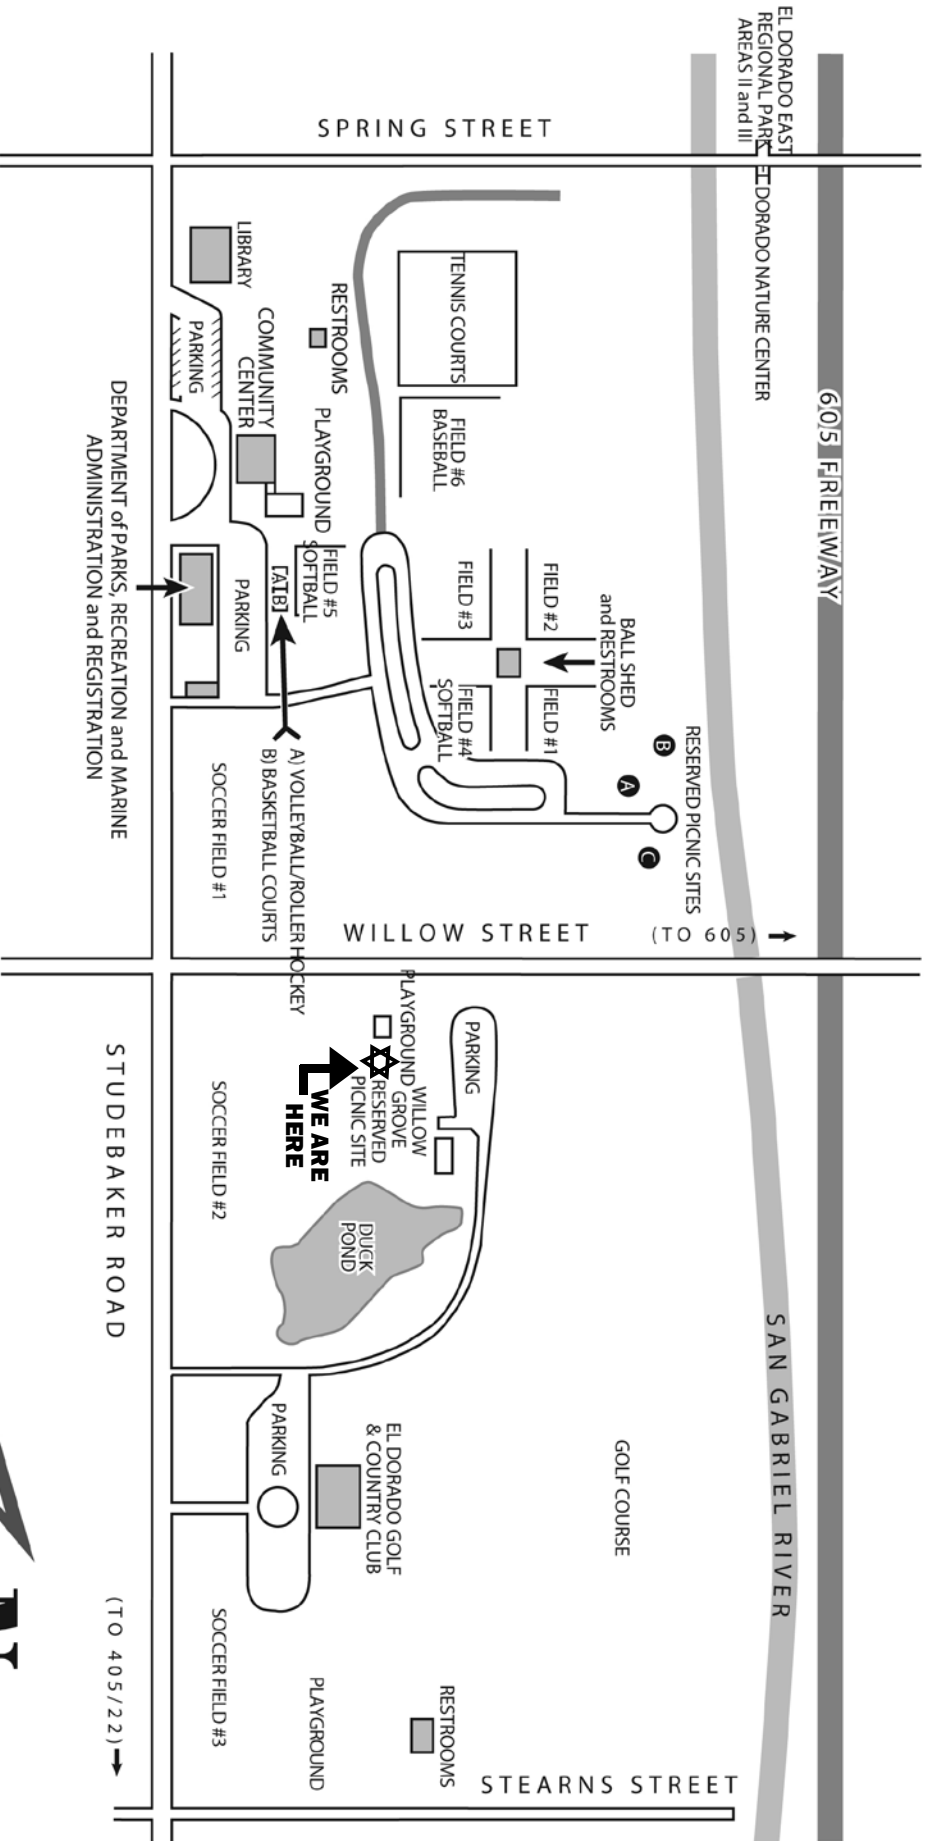 EL DORADO EAST
REGIONAL PARK
AREAS II and III
EL DORADO NATURE CENTER
605 FREEWAY
SPRING STREET
LIBRARY
PARKING
COMMUNITY
CENTER
RESTROOMS
TENNIS COURTS
FIELD #6
BASEBALL
PLAYGROUND
FIELD #5
SOFTBALL
[A][B]
PARKING
FIELD #3
FIELD #2
BALL SHED
and RESTROOMS
FIELD #4
SOFTBALL
FIELD #1
RESERVED PICNIC SITES
B
A
C
DEPARTMENT of PARKS, RECREATION and MARINE
ADMINISTRATION and REGISTRATION
A) VOLLEYBALL/ROLLER HOCKEY
B) BASKETBALL COURTS
SOCCER FIELD #1
WILLOW STREET
(TO 605)
PLAYGROUND
PARKING
WILLOW
GROVE
RESERVED
PICNIC SITE
WE ARE
HERE
SOCCER FIELD #2
DUCK
POND
STUDEBAKER ROAD
SAN GABRIEL RIVER
PARKING
EL DORADO GOLF
& COUNTRY CLUB
GOLF COURSE
SOCCER FIELD #3
PLAYGROUND
RESTROOMS
(TO 405/22)
STEARNS STREET